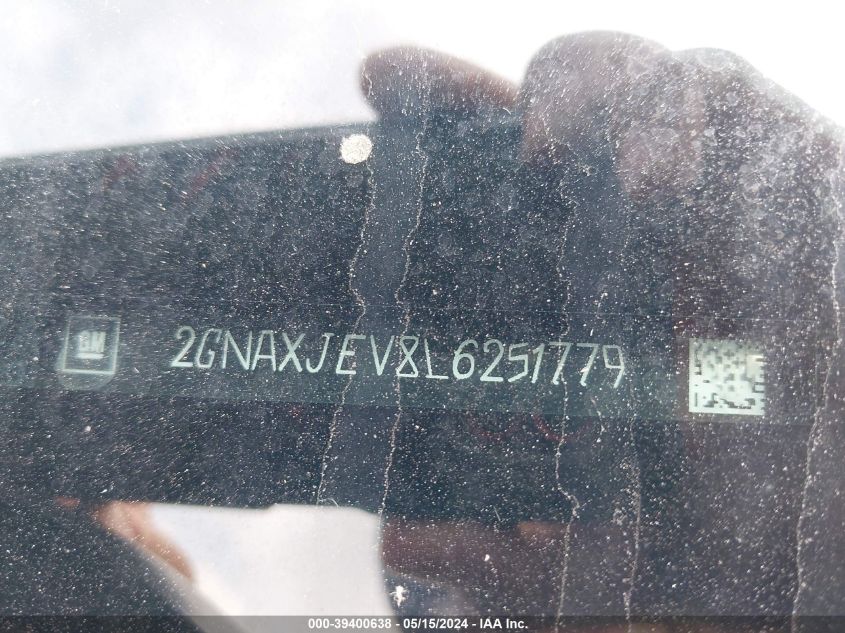 GM
2GNAXJEV8L6251779
000-39400638 - 05/15/2024 - IAA Inc.